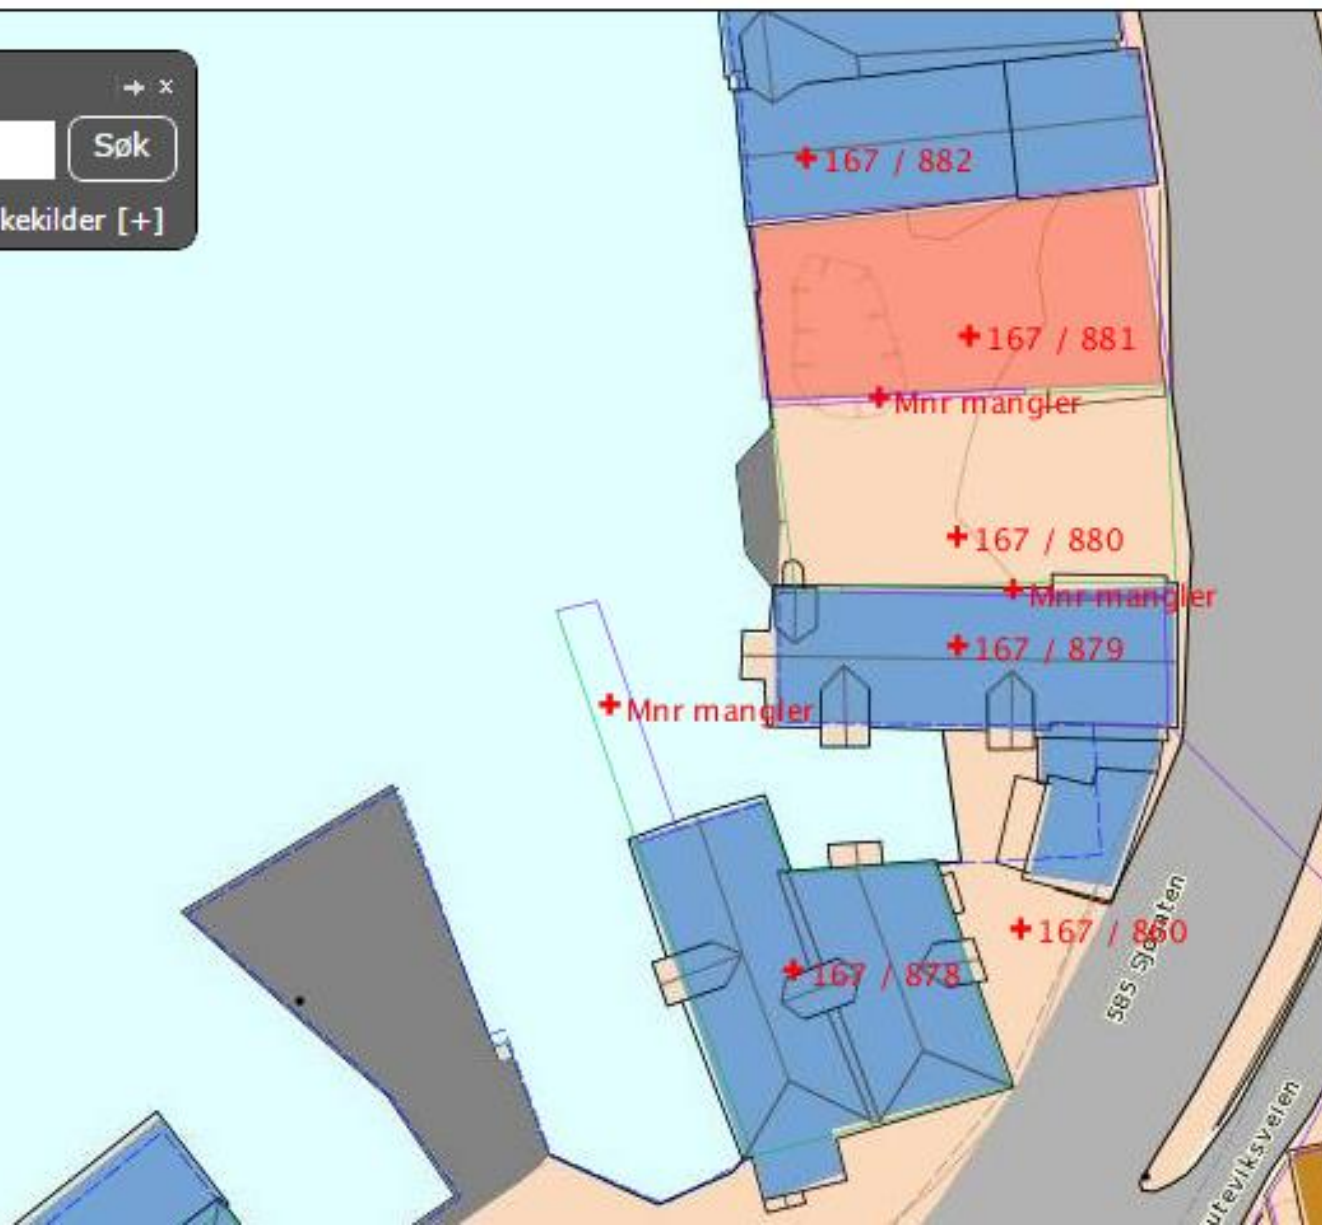 Søk
kekilder [+]
167 / 882
167 / 881
Mnr mangler
167 / 880
Mnr mangler
167 / 879
Mnr mangler
167 / 860
167 / 878
585 Sjøgaten
uteviksveien